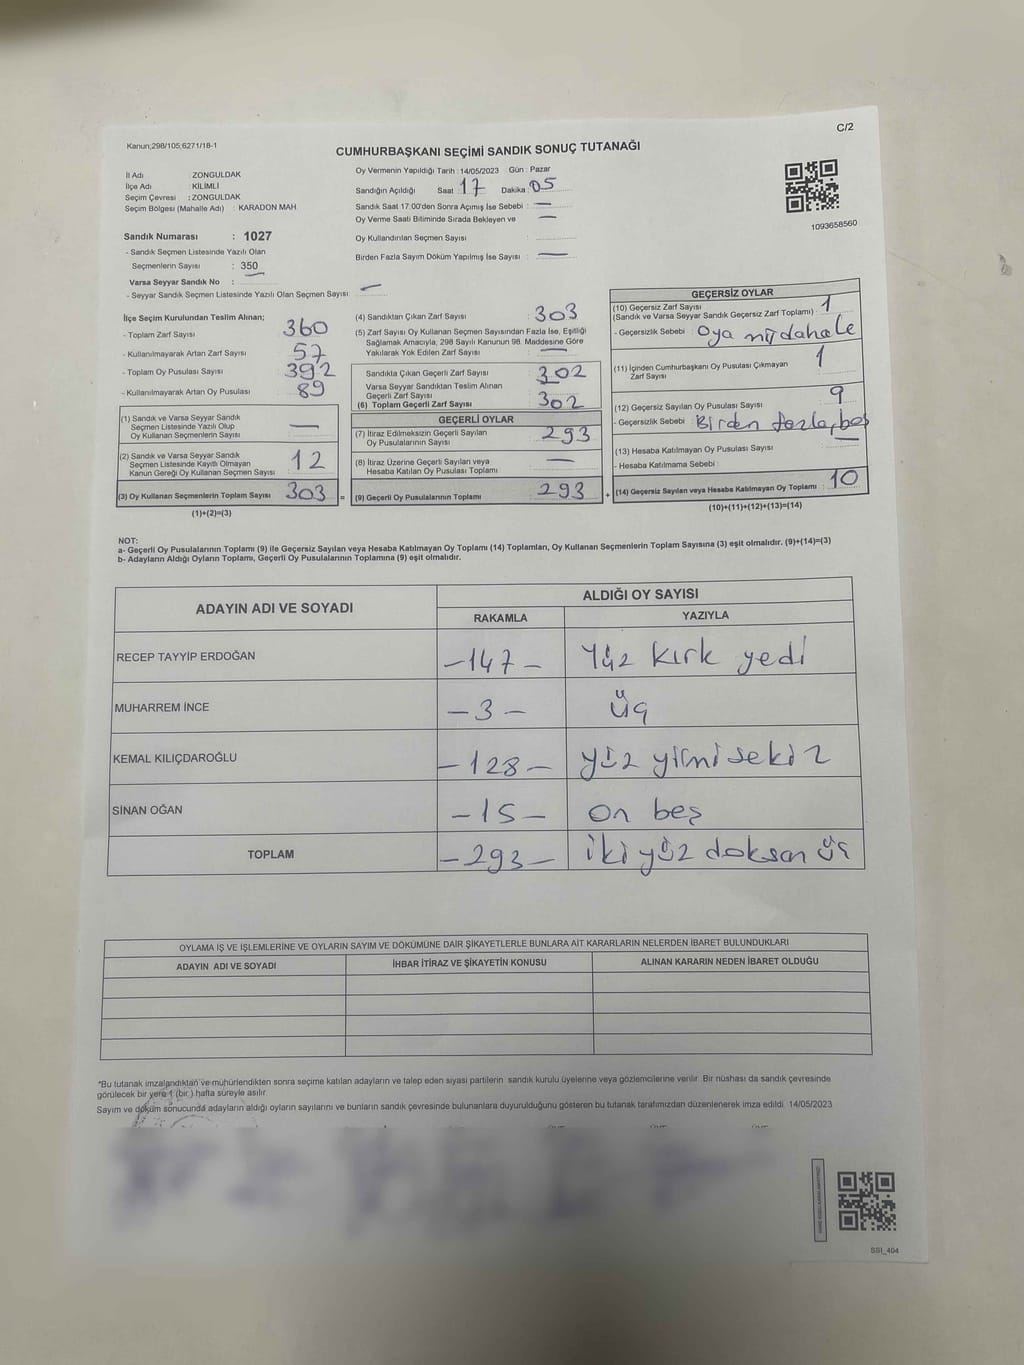 C/2
Kanun;298/105;6271/18-1
CUMHURBAŞKANI SEÇİMİ SANDIK SONUÇ TUTANAĞI
İl Adı : ZONGULDAK
İlçe Adı : KİLİMLİ
Seçim Çevresi : ZONGULDAK
Seçim Bölgesi (Mahalle Adı) : KARADON MAH.
Sandık Numarası : 1027
- Sandık Seçmen Listesinde Yazılı Olan
Seçmenlerin Sayısı : 350
Varsa Seyyar Sandık No :
- Seyyar Sandık Seçmen Listesinde Yazılı Olan Seçmen Sayısı: —
Oy Vermenin Yapıldığı Tarih : 14/05/2023 Gün : Pazar
Sandığın Açıldığı Saat : 17 Dakika : 05
Sandık Saat 17:00'den Sonra Açımış İse Sebebi : —
Oy Verme Saati Bitiminde Sırada Bekleyen ve —
Oy Kullandırılan Seçmen Sayısı :
Birden Fazla Sayım Döküm Yapılmış İse Sayısı : —
1093658560
İlçe Seçim Kurulundan Teslim Alınan;
- Toplam Zarf Sayısı 360
- Kullanılmayarak Artan Zarf Sayısı 57
- Toplam Oy Pusulası Sayısı 392
- Kullanılmayarak Artan Oy Pusulası 89
(1) Sandık ve Varsa Seyyar Sandık
Seçmen Listesinde Yazılı Olup
Oy Kullanan Seçmenlerin Sayısı —
(2) Sandık ve Varsa Seyyar Sandık
Seçmen Listesinde Kayıtlı Olmayan
Kanun Gereği Oy Kullanan Seçmen Sayısı 12
(3) Oy Kullanan Seçmenlerin Toplam Sayısı 303 =
(1)+(2)=(3)
(4) Sandıktan Çıkan Zarf Sayısı : 303
(5) Zarf Sayısı Oy Kullanan Seçmen Sayısından Fazla İse, Eşitliği
Sağlamak Amacıyla, 298 Sayılı Kanunun 98. Maddesine Göre
Yakılarak Yok Edilen Zarf Sayısı : —
Sandıkta Çıkan Geçerli Zarf Sayısı : 302
Varsa Seyyar Sandıktan Teslim Alınan
Geçerli Zarf Sayısı :
(6) Toplam Geçerli Zarf Sayısı : 302
GEÇERLİ OYLAR
(7) İtiraz Edilmeksizin Geçerli Sayılan
Oy Pusulalarının Sayısı : 293
(8) İtiraz Üzerine Geçerli Sayılan veya
Hesaba Katılan Oy Pusulası Toplamı : —
(9) Geçerli Oy Pusulalarının Toplamı : 293 +
GEÇERSİZ OYLAR
(10) Geçersiz Zarf Sayısı
(Sandık ve Varsa Seyyar Sandık Geçersiz Zarf Toplamı) : 1
- Geçersizlik Sebebi : Oya müdahale
(11) İçinden Cumhurbaşkanı Oy Pusulası Çıkmayan
Zarf Sayısı : 1
(12) Geçersiz Sayılan Oy Pusulası Sayısı : 9
- Geçersizlik Sebebi : Birden fazla, boş
(13) Hesaba Katılmayan Oy Pusulası Sayısı : —
- Hesaba Katılmama Sebebi :
(14) Geçersiz Sayılan veya Hesaba Katılmayan Oy Toplamı : 10
(10)+(11)+(12)+(13)=(14)
NOT:
a- Geçerli Oy Pusulalarının Toplamı (9) ile Geçersiz Sayılan veya Hesaba Katılmayan Oy Toplamı (14) Toplamları, Oy Kullanan Seçmenlerin Toplam Sayısına (3) eşit olmalıdır. (9)+(14)=(3)
b- Adayların Aldığı Oyların Toplamı, Geçerli Oy Pusulalarının Toplamına (9) eşit olmalıdır.
ADAYIN ADI VE SOYADI ALDIĞI OY SAYISI
RAKAMLA YAZIYLA
RECEP TAYYİP ERDOĞAN -147- Yüz kırk yedi
MUHARREM İNCE -3- üç
KEMAL KILIÇDAROĞLU -128- yüz yirmi sekiz
SİNAN OĞAN -15- on beş
TOPLAM -293- iki yüz doksan üç
OYLAMA İŞ VE İŞLEMLERİNE VE OYLARIN SAYIM VE DÖKÜMÜNE DAİR ŞİKAYETLERLE BUNLARA AİT KARARLARIN NELERDEN İBARET BULUNDUKLARI
ADAYIN ADI VE SOYADI İHBAR İTİRAZ VE ŞİKAYETİN KONUSU ALINAN KARARIN NEDEN İBARET OLDUĞU
*Bu tutanak imzalandıktan ve mühürlendikten sonra seçime katılan adayların ve talep eden siyasi partilerin sandık kurulu üyelerine veya gözlemcilerine verilir. Bir nüshası da sandık çevresinde
görülecek bir yere 1 (bir) hafta süreyle asılır.
Sayım ve döküm sonucunda adayların aldığı oyların sayılarını ve bunların sandık çevresinde bulunanlara duyurulduğunu gösteren bu tutanak tarafımızdan düzenlenerek imza edildi. 14/05/2023
SSI_404